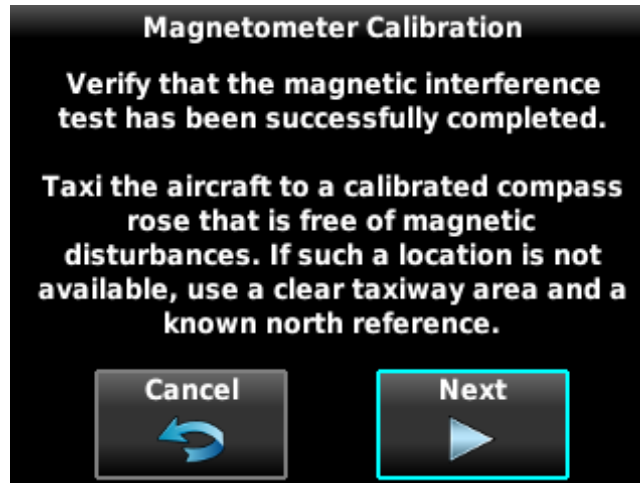 Magnetometer Calibration
Verify that the magnetic interference
test has been successfully completed.
Taxi the aircraft to a calibrated compass
rose that is free of magnetic
disturbances. If such a location is not
available, use a clear taxiway area and a
known north reference.
Cancel
Next